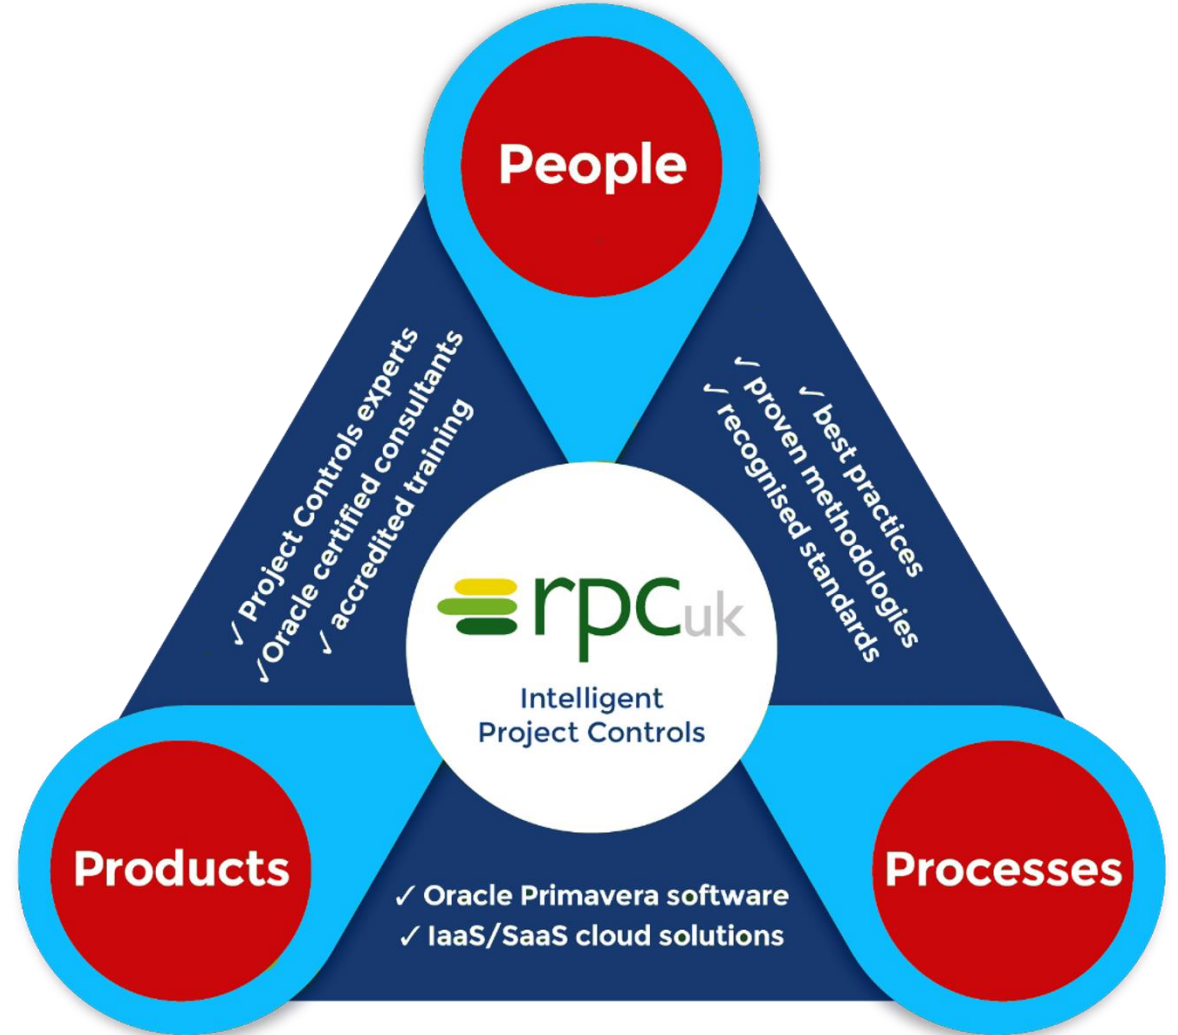 People
✓ Project Controls experts
✓Oracle certified consultants
✓ accredited training
✓ best practices
✓ proven methodologies
✓ recognised standards
rpcuk
Intelligent
Project Controls
Products
Processes
✓ Oracle Primavera software
✓ IaaS/SaaS cloud solutions